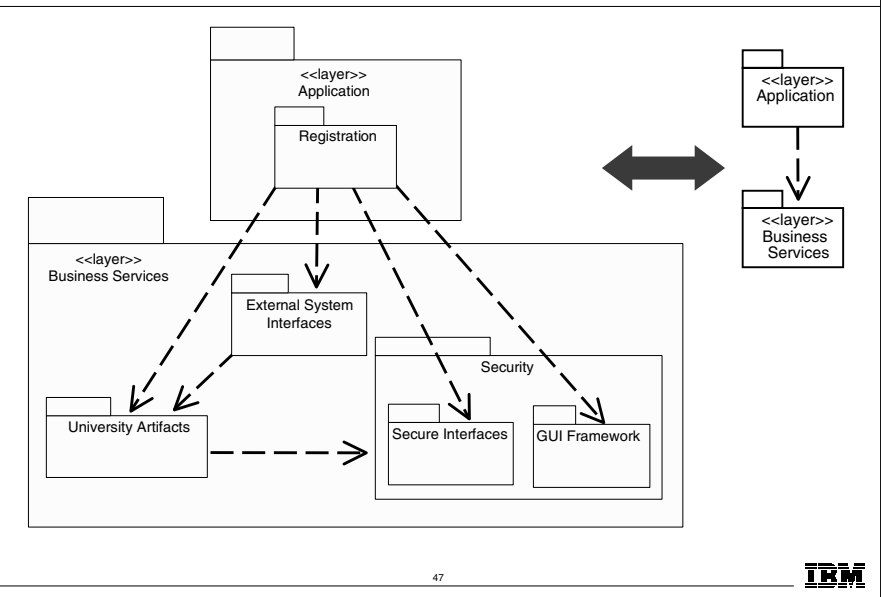 <<layer>>
Application
Registration
<<layer>>
Application
<<layer>>
Business
Services
<<layer>>
Business Services
External System
Interfaces
Security
University Artifacts
Secure Interfaces
GUI Framework
47
IBM